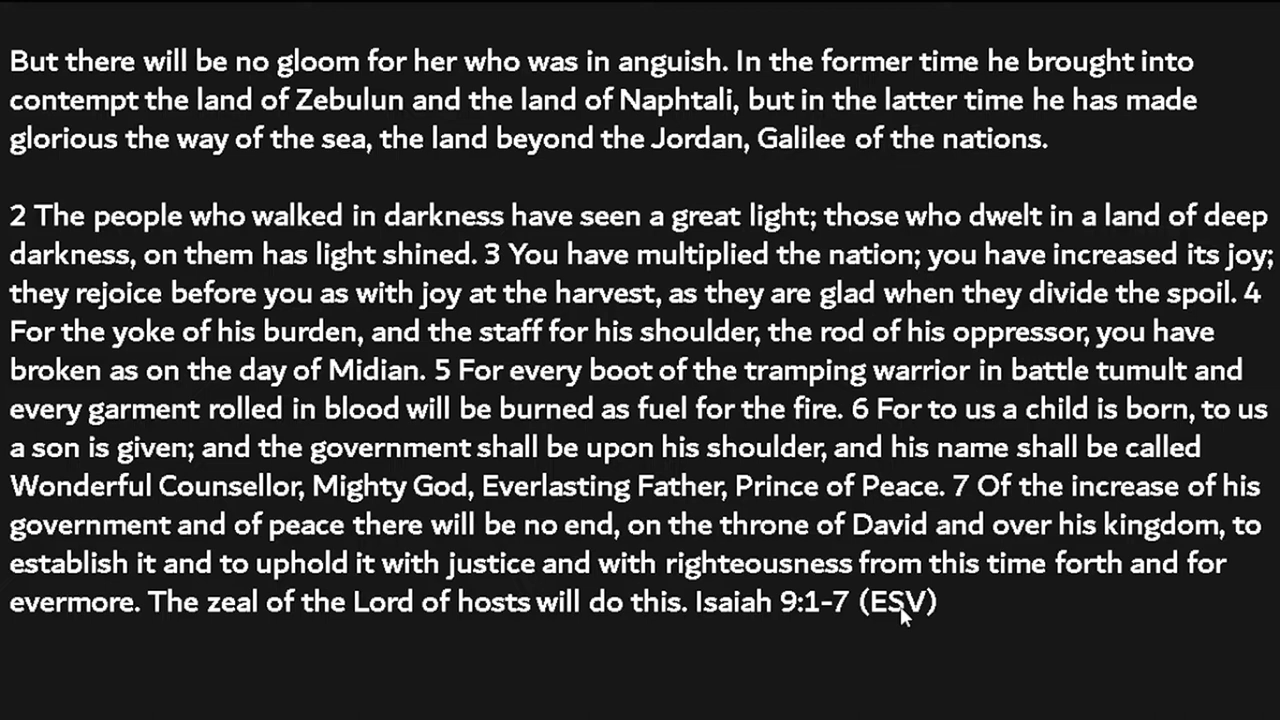 But there will be no gloom for her who was in anguish. In the former time he brought into
contempt the land of Zebulun and the land of Naphtali, but in the latter time he has made
glorious the way of the sea, the land beyond the Jordan, Galilee of the nations.
2 The people who walked in darkness have seen a great light; those who dwelt in a land of deep
darkness, on them has light shined. 3 You have multiplied the nation; you have increased its joy;
they rejoice before you as with joy at the harvest, as they are glad when they divide the spoil. 4
For the yoke of his burden, and the staff for his shoulder, the rod of his oppressor, you have
broken as on the day of Midian. 5 For every boot of the tramping warrior in battle tumult and
every garment rolled in blood will be burned as fuel for the fire. 6 For to us a child is born, to us
a son is given; and the government shall be upon his shoulder, and his name shall be called
Wonderful Counsellor, Mighty God, Everlasting Father, Prince of Peace. 7 Of the increase of his
government and of peace there will be no end, on the throne of David and over his kingdom, to
establish it and to uphold it with justice and with righteousness from this time forth and for
evermore. The zeal of the Lord of hosts will do this. Isaiah 9:1-7 (ESV)